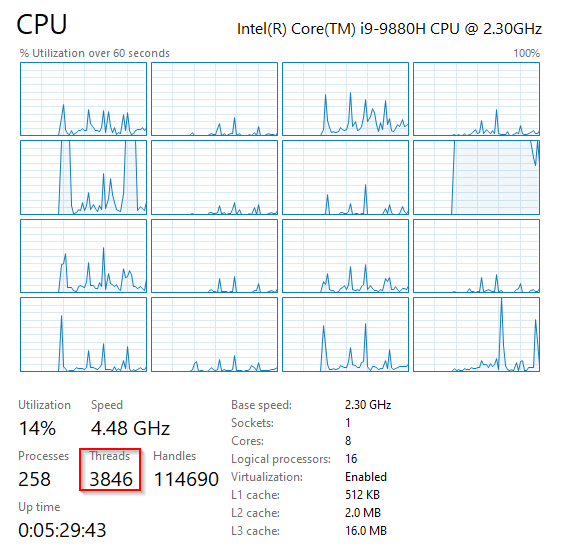 CPU Intel(R) Core(TM) i9-9880H CPU @ 2.30GHz
% Utilization over 60 seconds 100%
Utilization Speed
14% 4.48 GHz
Processes Threads Handles
258 3846 114690
Up time
0:05:29:43
Base speed: 2.30 GHz
Sockets: 1
Cores: 8
Logical processors: 16
Virtualization: Enabled
L1 cache: 512 KB
L2 cache: 2.0 MB
L3 cache: 16.0 MB